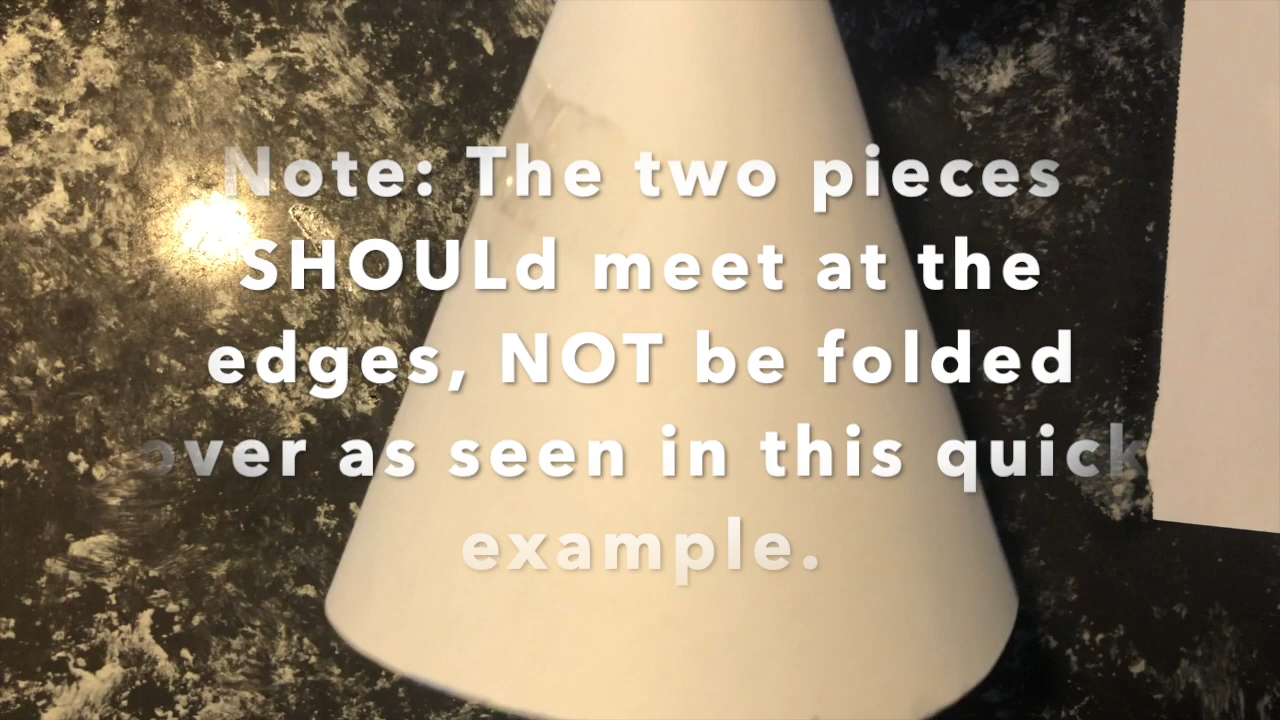 Note: The two pieces
SHOULd meet at the
edges, NOT be folded
over as seen in this quick
example.